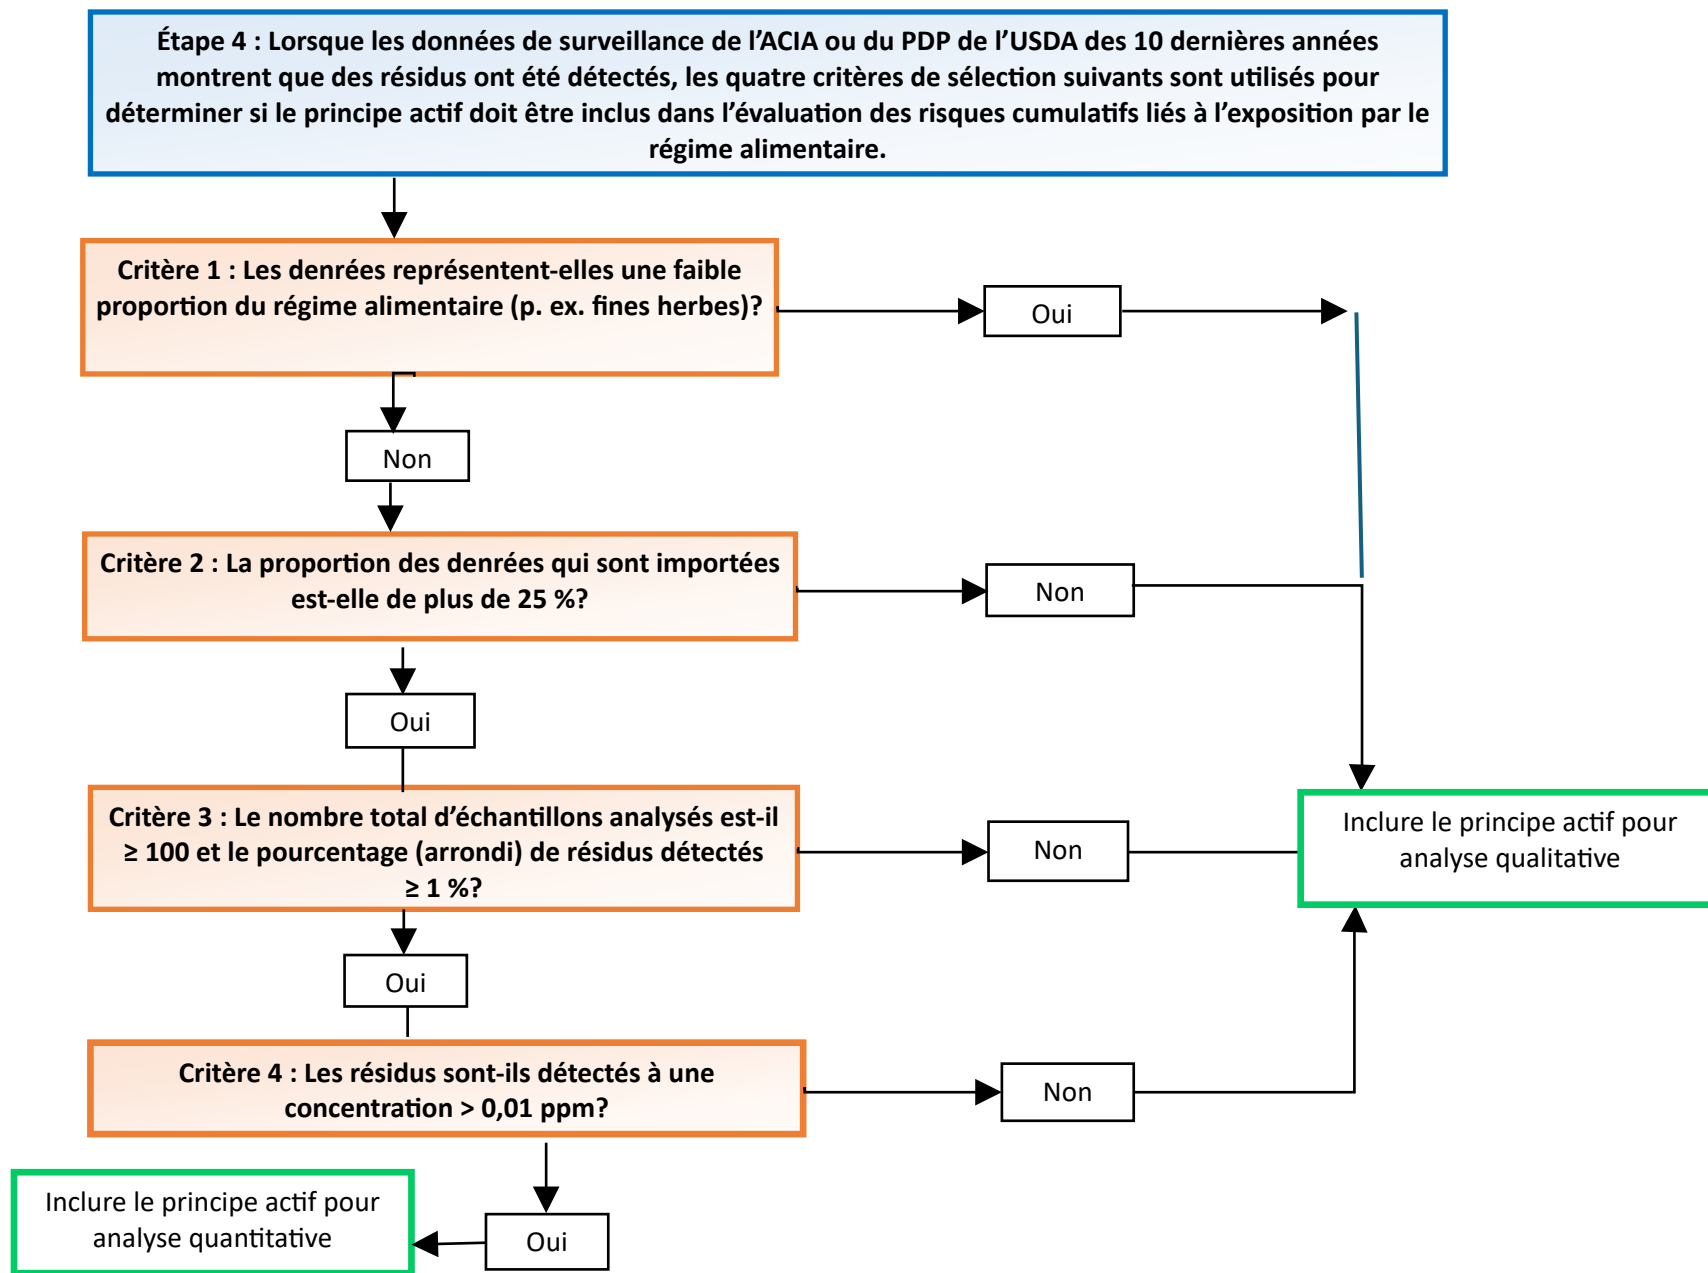 Étape 4 : Lorsque les données de surveillance de l’ACIA ou du PDP de l’USDA des 10 dernières années
montrent que des résidus ont été détectés, les quatre critères de sélection suivants sont utilisés pour
déterminer si le principe actif doit être inclus dans l’évaluation des risques cumulatifs liés à l’exposition par le
régime alimentaire.
Critère 1 : Les denrées représentent-elles une faible
proportion du régime alimentaire (p. ex. fines herbes)?
Oui
Non
Critère 2 : La proportion des denrées qui sont importées
est-elle de plus de 25 %?
Non
Oui
Critère 3 : Le nombre total d’échantillons analysés est-il
≥ 100 et le pourcentage (arrondi) de résidus détectés
≥ 1 %?
Non
Inclure le principe actif pour
analyse qualitative
Oui
Critère 4 : Les résidus sont-ils détectés à une
concentration > 0,01 ppm?
Non
Inclure le principe actif pour
analyse quantitative
Oui